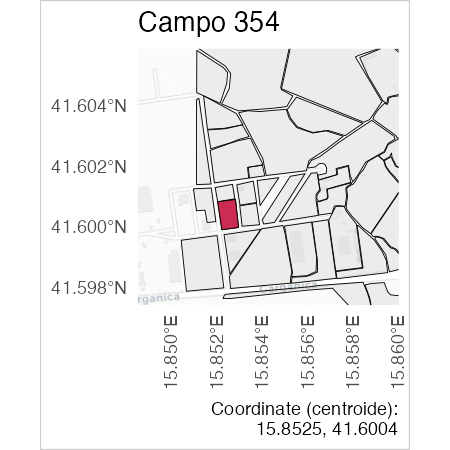 Campo 354
41.604°N
41.602°N
41.600°N
41.598°N
rganica
Garganica
15.850°E
15.852°E
15.854°E
15.856°E
15.858°E
15.860°E
Coordinate (centroide):
15.8525, 41.6004